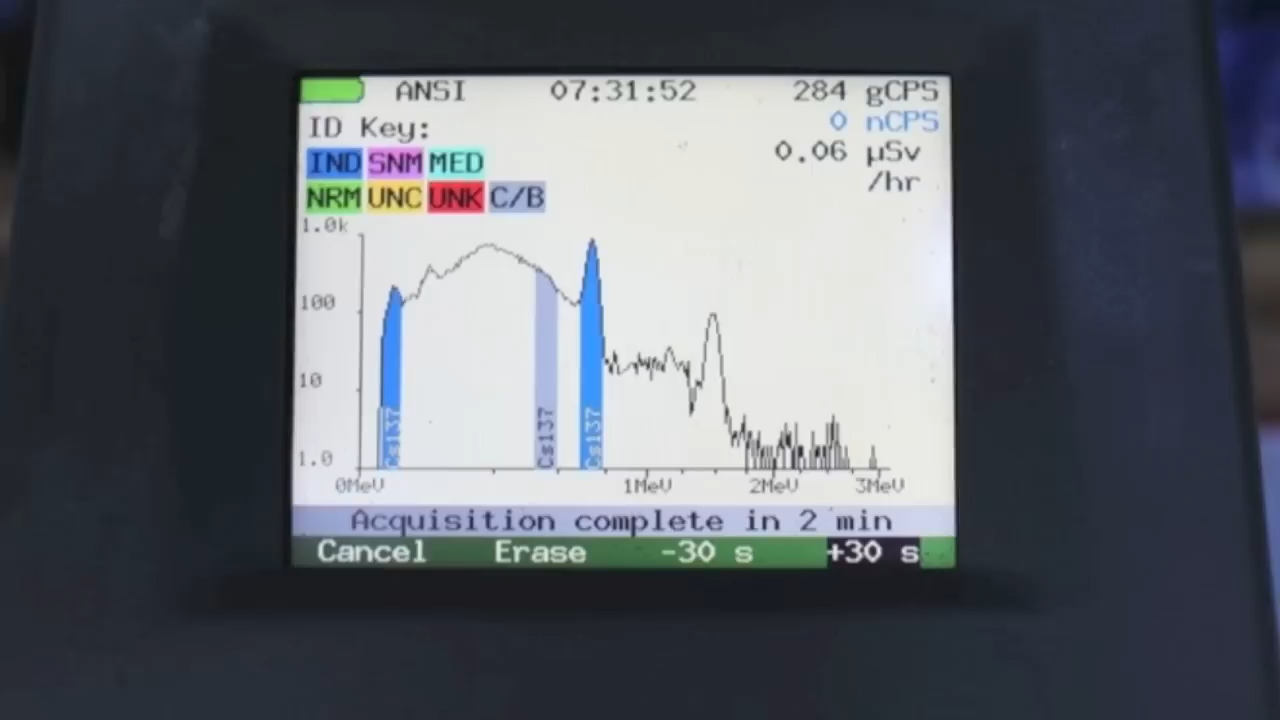 ANSI 07:31:52 284 gCPS
ID Key: 0 nCPS
0.06 μSv
/hr
IND SNM MED
NRM UNC UNK C/B
1.0k
100
10
1.0
Cs137 Cs137 Cs137
0MeV 1MeV 2MeV 3MeV
Acquisition complete in 2 min
Cancel Erase -30 s +30 s